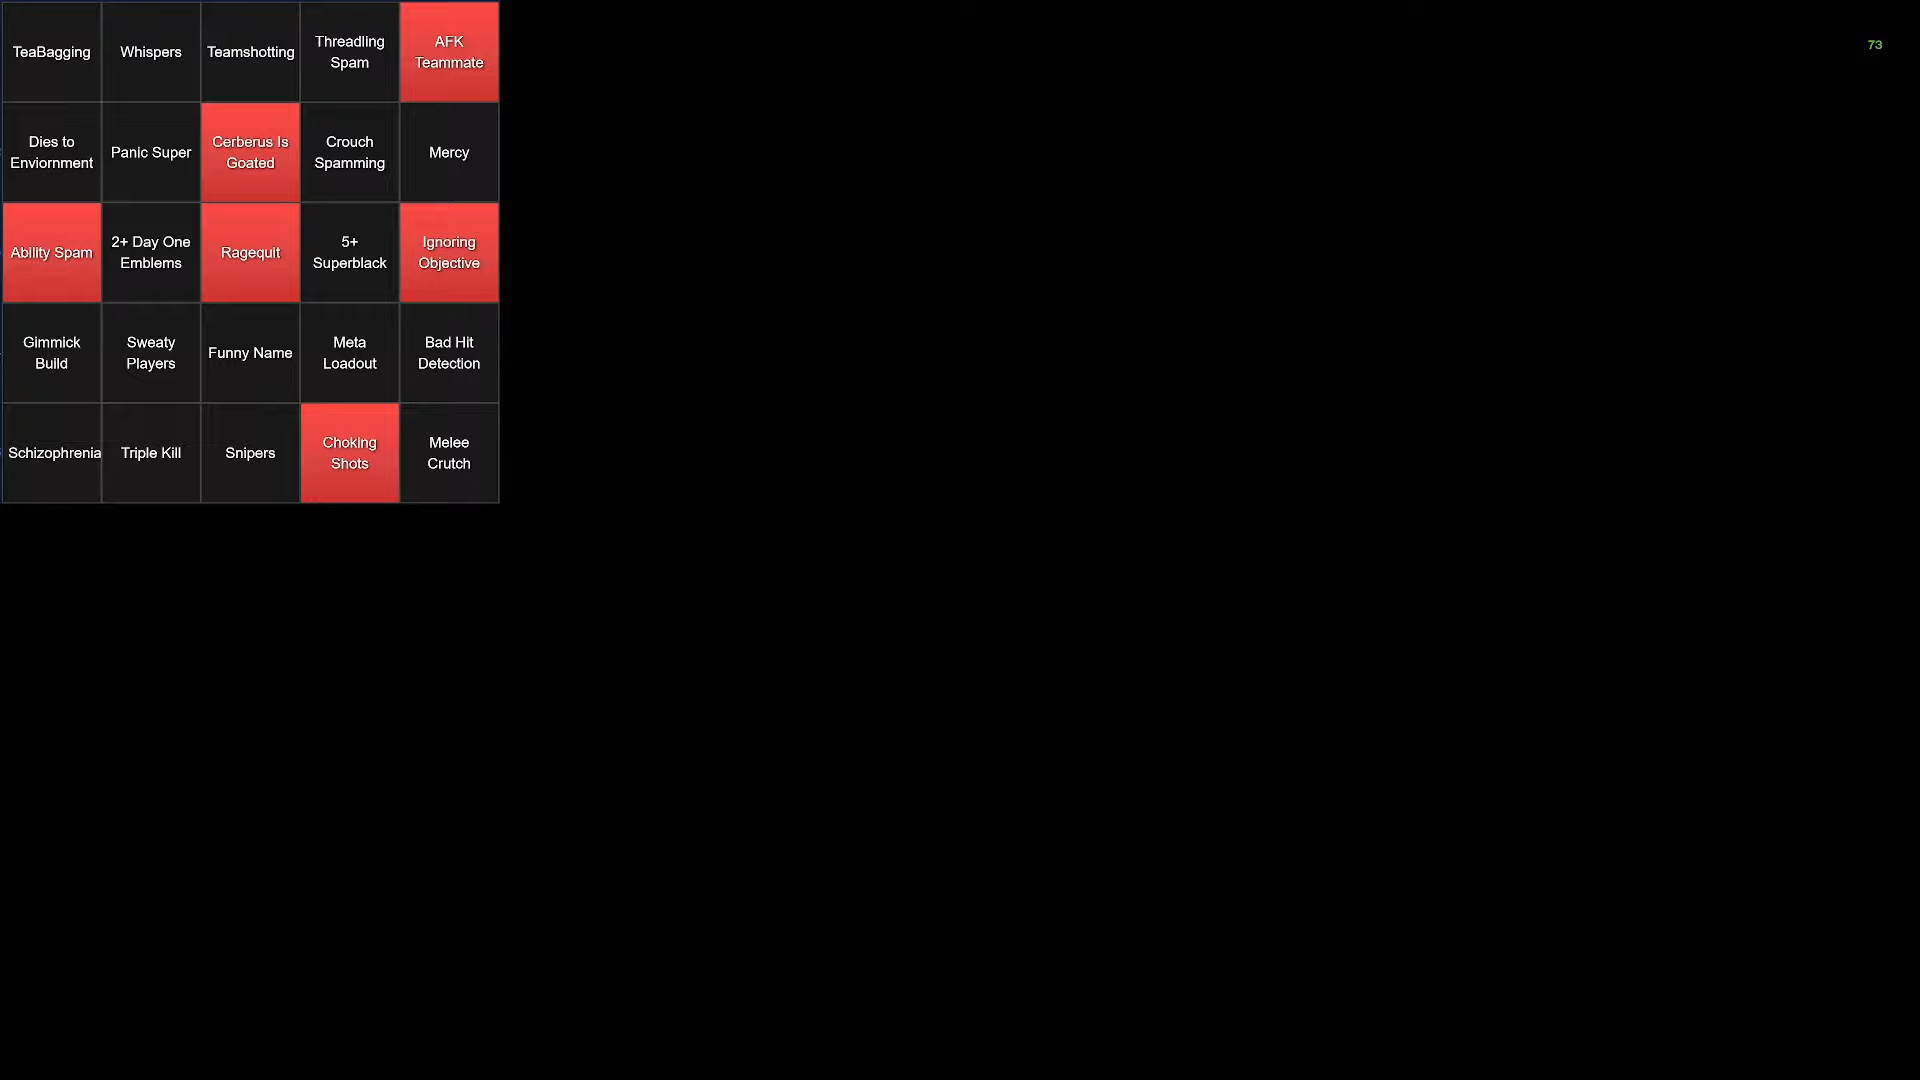 TeaBagging
Whispers
Teamshotting
Threadling
Spam
AFK
Teammate
73
Dies to
Enviornment
Panic Super
Cerberus Is
Goated
Crouch
Spamming
Mercy
Ability Spam
2+ Day One
Emblems
Ragequit
5+
Superblack
Ignoring
Objective
Gimmick
Build
Sweaty
Players
Funny Name
Meta
Loadout
Bad Hit
Detection
Schizophrenia
Triple Kill
Snipers
Choking
Shots
Melee
Crutch